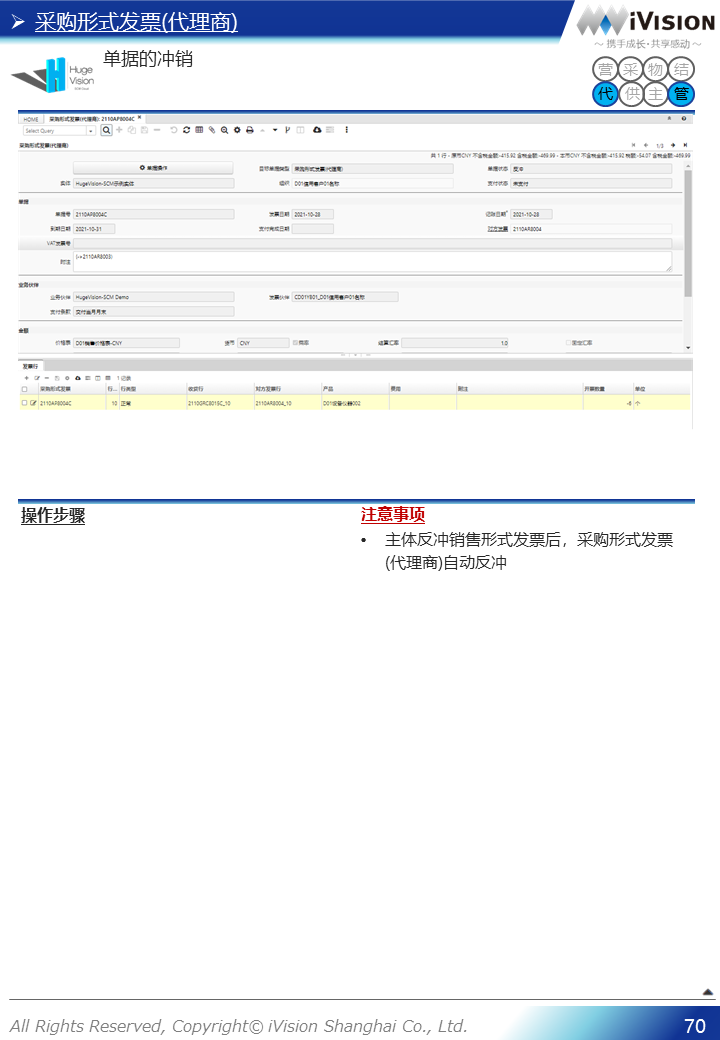 采购形式发票(代理商)
iVISION
～ 携手成长·共享感动 ～
单据的冲销
Huge
Vision
营 采 物 结
代 供 主 管
HOME 采购形式发票(代理商): 2110AP8004C
Select Query
采购形式发票(代理商) 1/3
共 1 行 - 原币CNY 不含税金额:-415.92 含税金额:-469.99 - 本币CNY 不含税金额:-415.92 税额:-54.07 含税金额:-469.99
单据操作 目标单据类型 采购形式发票(代理商) 单据状态 反冲
实体 HugeVision-SCM示例实体 组织 D01信用客户01名称 支付状态 未支付
单据
单据号 2110AP8004C 发票日期 2021-10-28 记账日期* 2021-10-28
到期日期 2021-10-31 支付完成日期 对方发票 2110AR8004
VAT发票号
附注 (->2110AR8003)
业务伙伴
业务伙伴 HugeVision-SCM Demo 发票伙伴 CD01YB01_D01信用客户01名称
支付条款 交付当月月末
金额
价格表 D01销售价格表-CNY 货币 CNY 税率 结算汇率 1.0 固定汇率
发票行
1 记录
采购形式发票 行... 行类型 收货行 对方发票行 产品 费用 附注 开票数量 单位
2110AP8004C 10 正常 2110GRC8015C_10 2110AR8004_10 D01设备仪器002 -8 个
操作步骤
注意事项
• 主体反冲销售形式发票后，采购形式发票
(代理商)自动反冲
All Rights Reserved, Copyright© iVision Shanghai Co., Ltd.
70